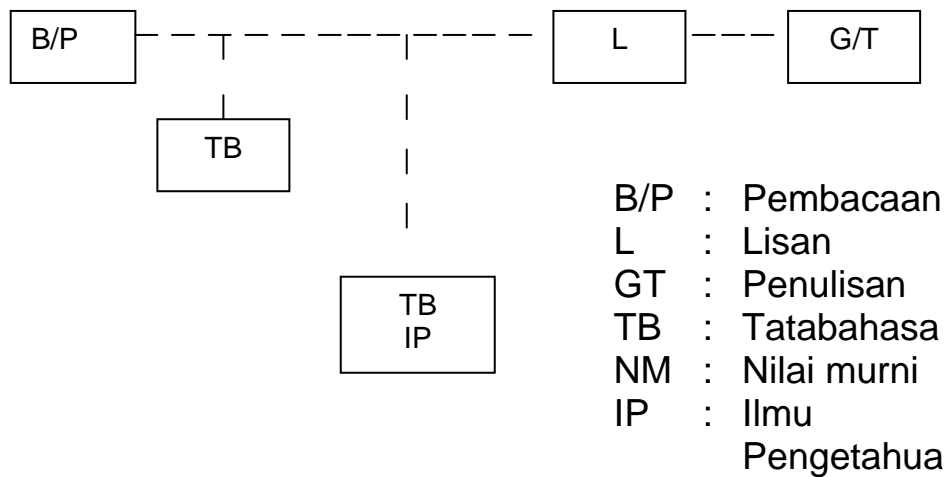 B/P
L
G/T
TB
TB
IP
B/P : Pembacaan
L : Lisan
GT : Penulisan
TB : Tatabahasa
NM : Nilai murni
IP : Ilmu
Pengetahua